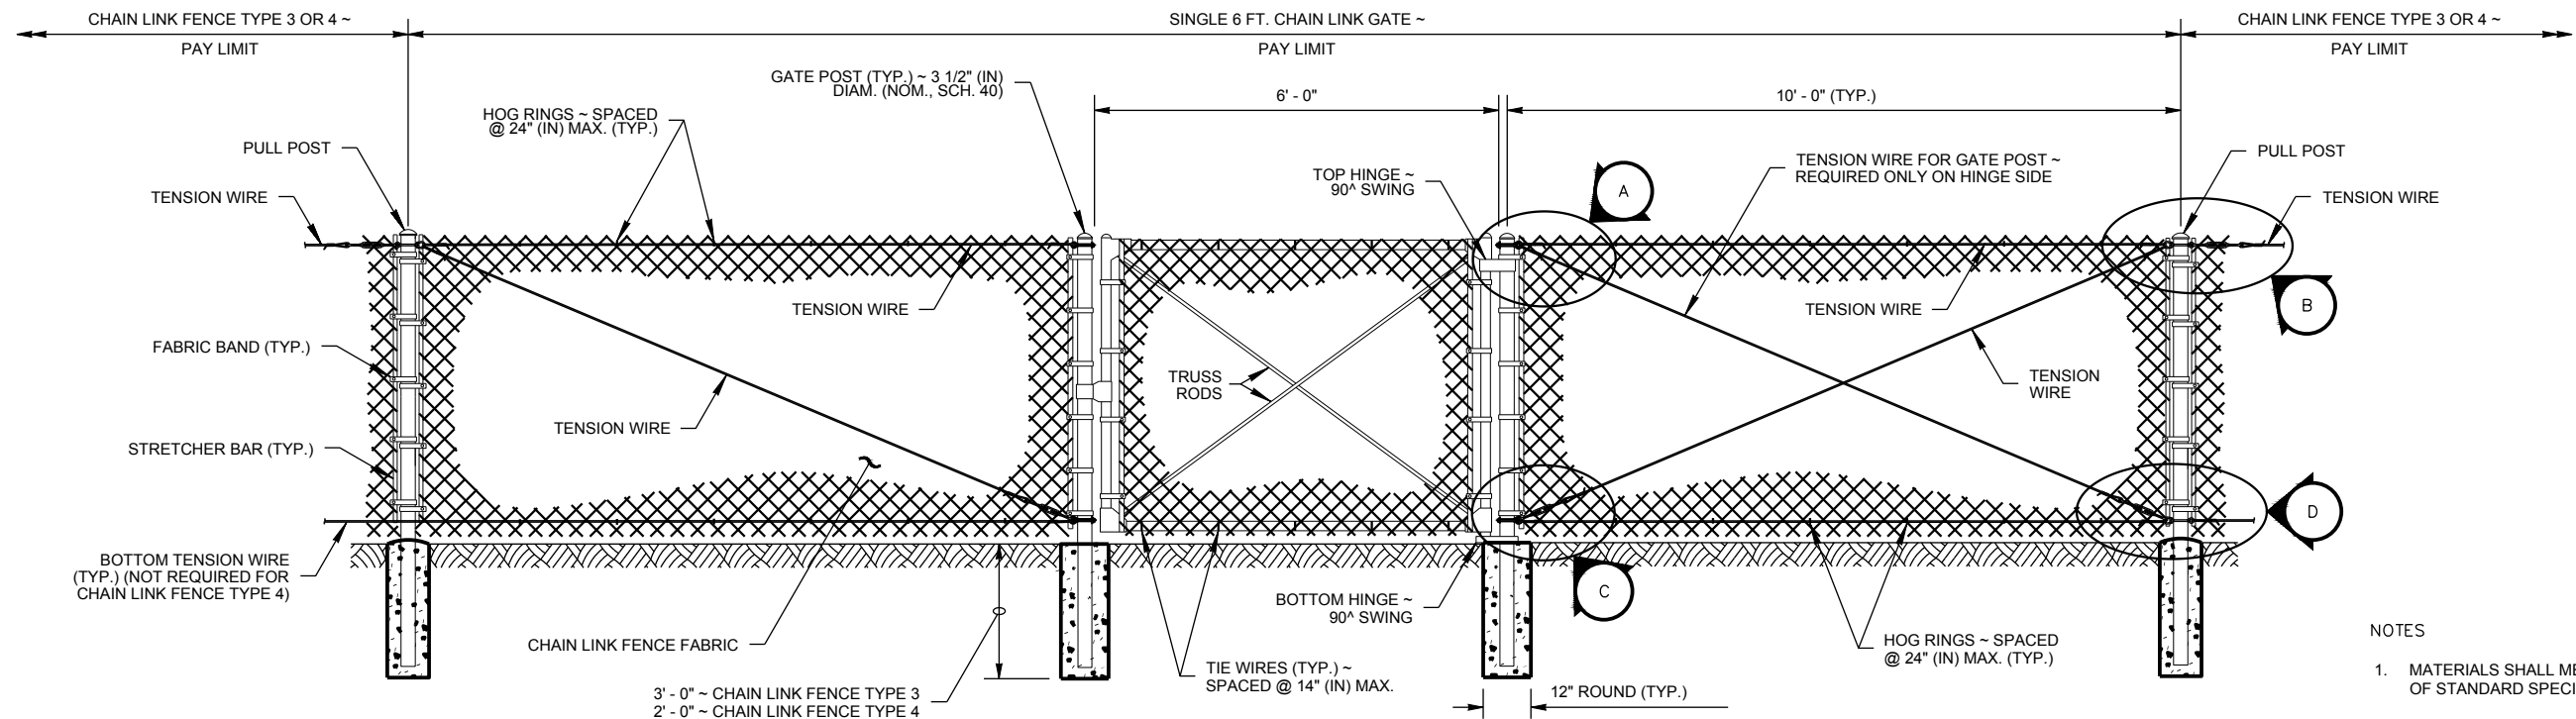 CHAIN LINK FENCE TYPE 3 OR 4 ~
PAY LIMIT
SINGLE 6 FT. CHAIN LINK GATE ~
PAY LIMIT
CHAIN LINK FENCE TYPE 3 OR 4 ~
PAY LIMIT
GATE POST (TYP.) ~ 3 1/2" (IN)
DIAM. (NOM., SCH. 40)
6' - 0"
10' - 0" (TYP.)
HOG RINGS ~ SPACED
@ 24" (IN) MAX. (TYP.)
PULL POST
TENSION WIRE
TOP HINGE ~
90^ SWING
A
TENSION WIRE FOR GATE POST ~
REQUIRED ONLY ON HINGE SIDE
PULL POST
TENSION WIRE
B
TENSION WIRE
TENSION WIRE
FABRIC BAND (TYP.)
TRUSS
RODS
TENSION
WIRE
TENSION WIRE
STRETCHER BAR (TYP.)
D
BOTTOM TENSION WIRE
(TYP.) (NOT REQUIRED FOR
CHAIN LINK FENCE TYPE 4)
C
BOTTOM HINGE ~
90^ SWING
CHAIN LINK FENCE FABRIC
HOG RINGS ~ SPACED
@ 24" (IN) MAX. (TYP.)
TIE WIRES (TYP.) ~
SPACED @ 14" (IN) MAX.
3' - 0" ~ CHAIN LINK FENCE TYPE 3
2' - 0" ~ CHAIN LINK FENCE TYPE 4
12" ROUND (TYP.)
NOTES
1. MATERIALS SHALL ME
OF STANDARD SPECI